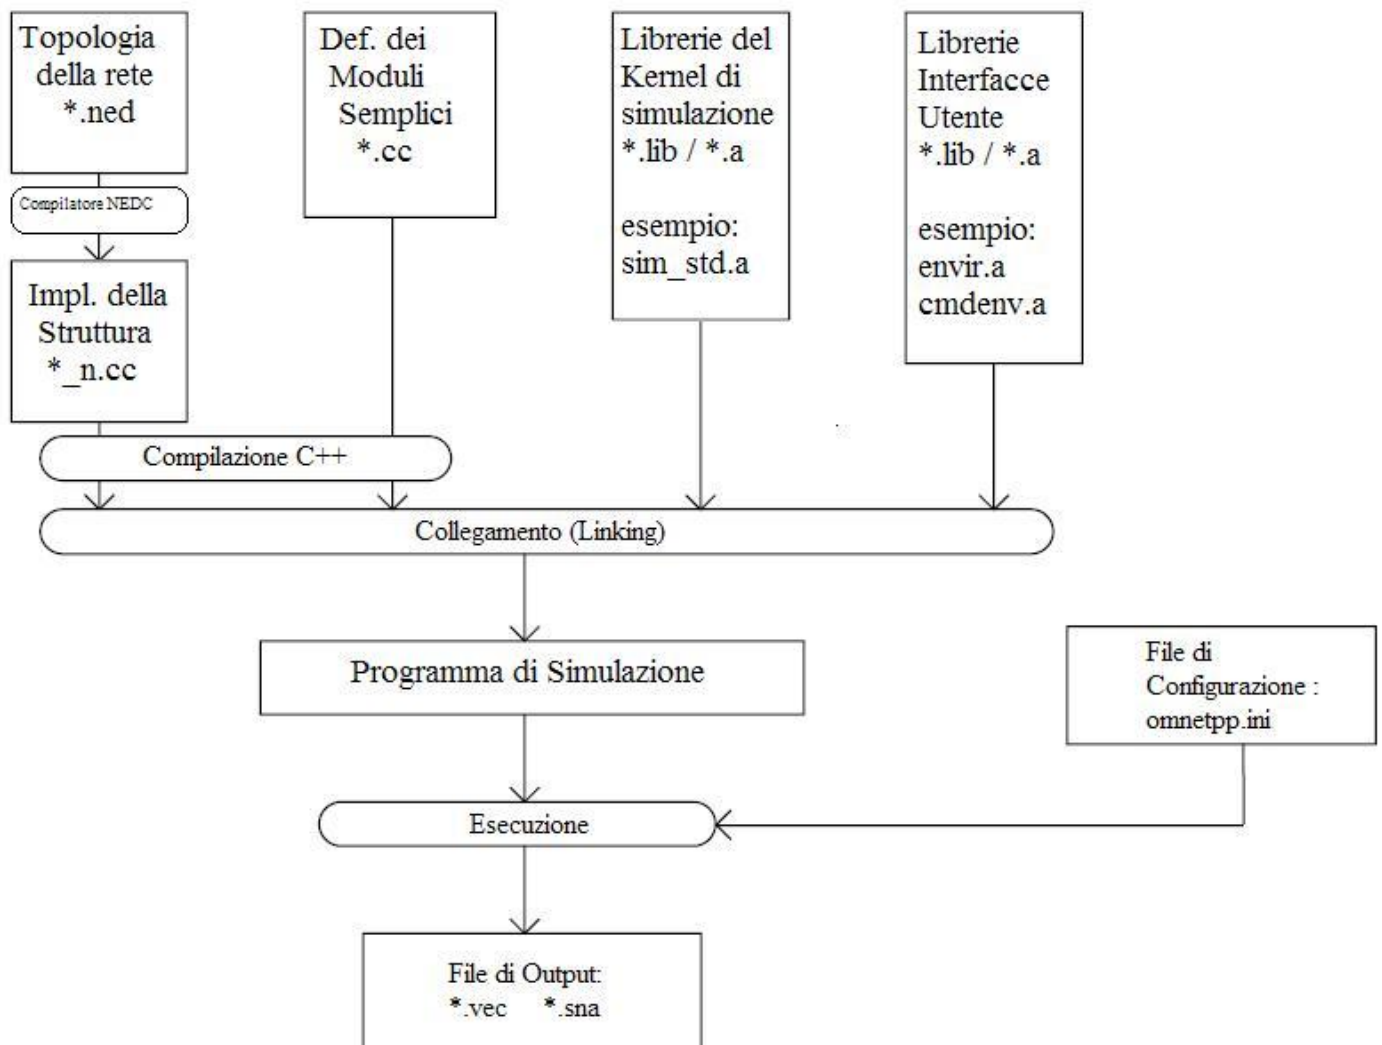 Topologia
della rete
*.ned
Compilatore NEDC
Impl. della
Struttura
*_n.cc
Def. dei
Moduli
Semplici
*.cc
Librerie del
Kernel di
simulazione
*.lib / *.a
esempio:
sim_std.a
Librerie
Interfacce
Utente
*.lib / *.a
esempio:
envir.a
cmdenv.a
Compilazione C++
Collegamento (Linking)
Programma di Simulazione
File di
Configurazione :
omnetpp.ini
Esecuzione
File di Output:
*.vec *.sna